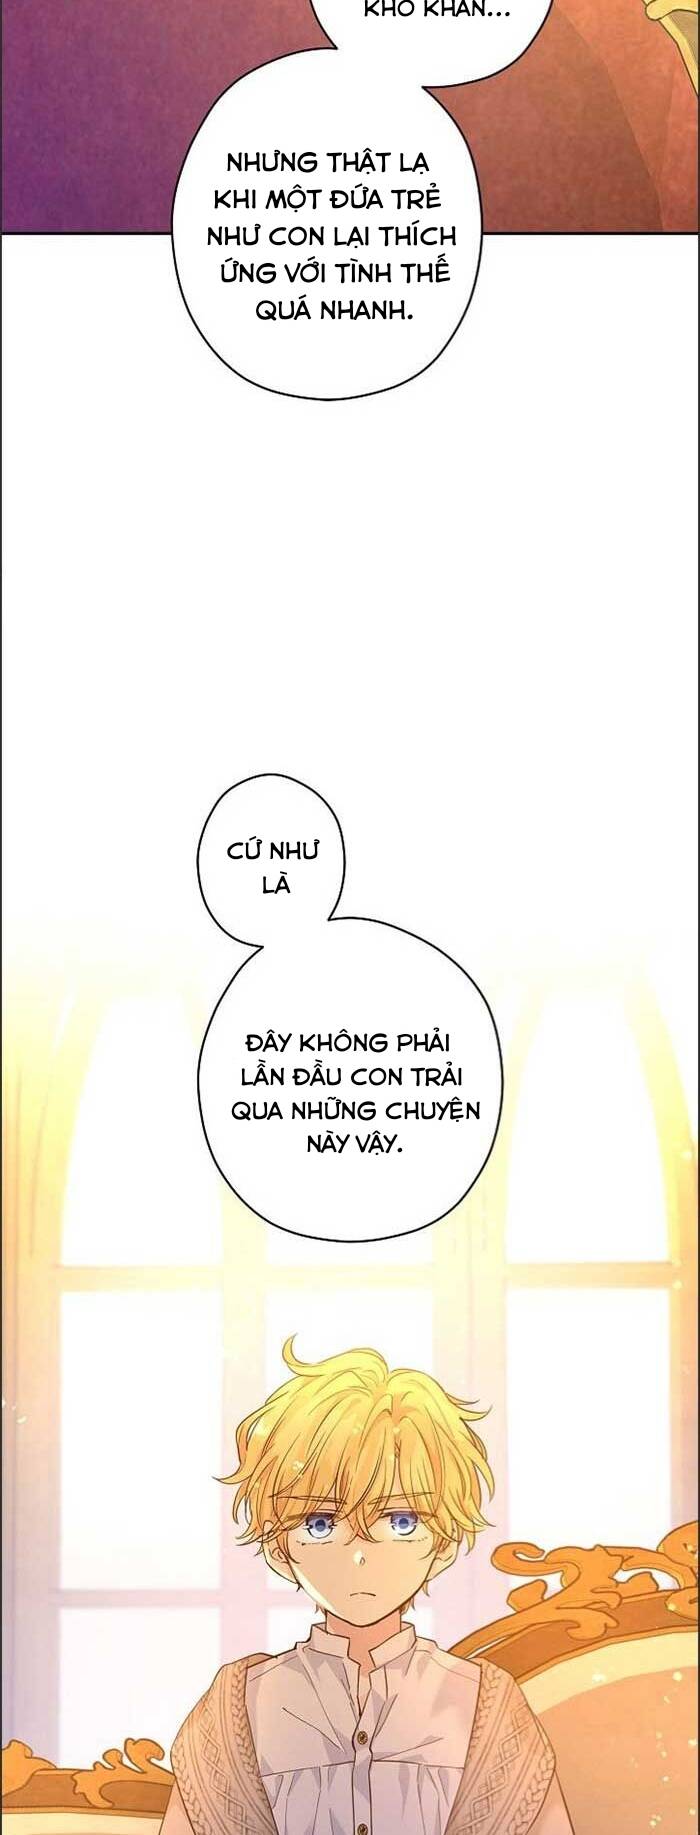 KHÓ KHĂN...
NHƯNG THẬT LẠ
KHI MỘT ĐỨA TRẺ
NHƯ CON LẠI THÍCH
ỨNG VỚI TÌNH THẾ
QUÁ NHANH.
CỨ NHƯ
LÀ
ĐÂY KHÔNG PHẢI
LẦN ĐẦU CON TRẢI
QUA NHỮNG CHUYỆN
NÀY VẬY.